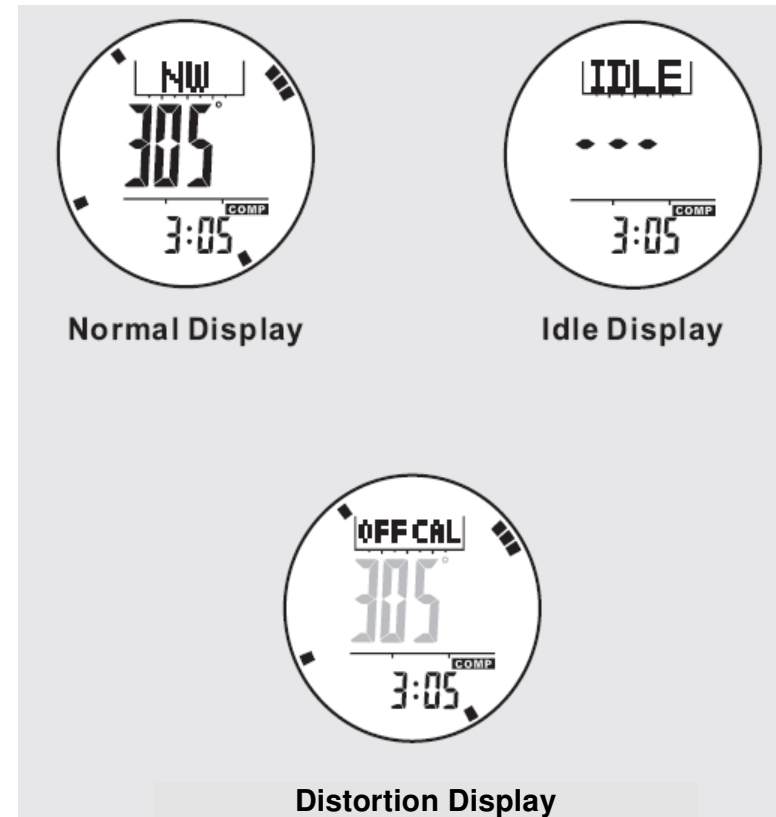 NW
305°
COMP
3:05
Normal Display
IDLE
- - -
COMP
3:05
Idle Display
OFF CAL
305°
COMP
3:05
Distortion Display